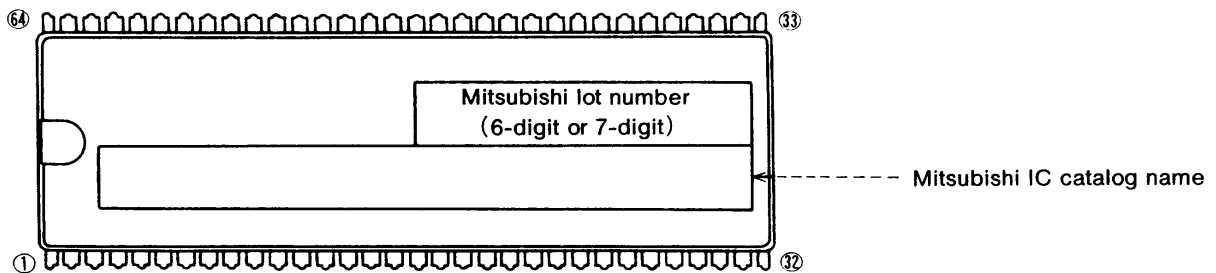 64 33
Mitsubishi lot number
(6-digit or 7-digit)
Mitsubishi IC catalog name
1 32